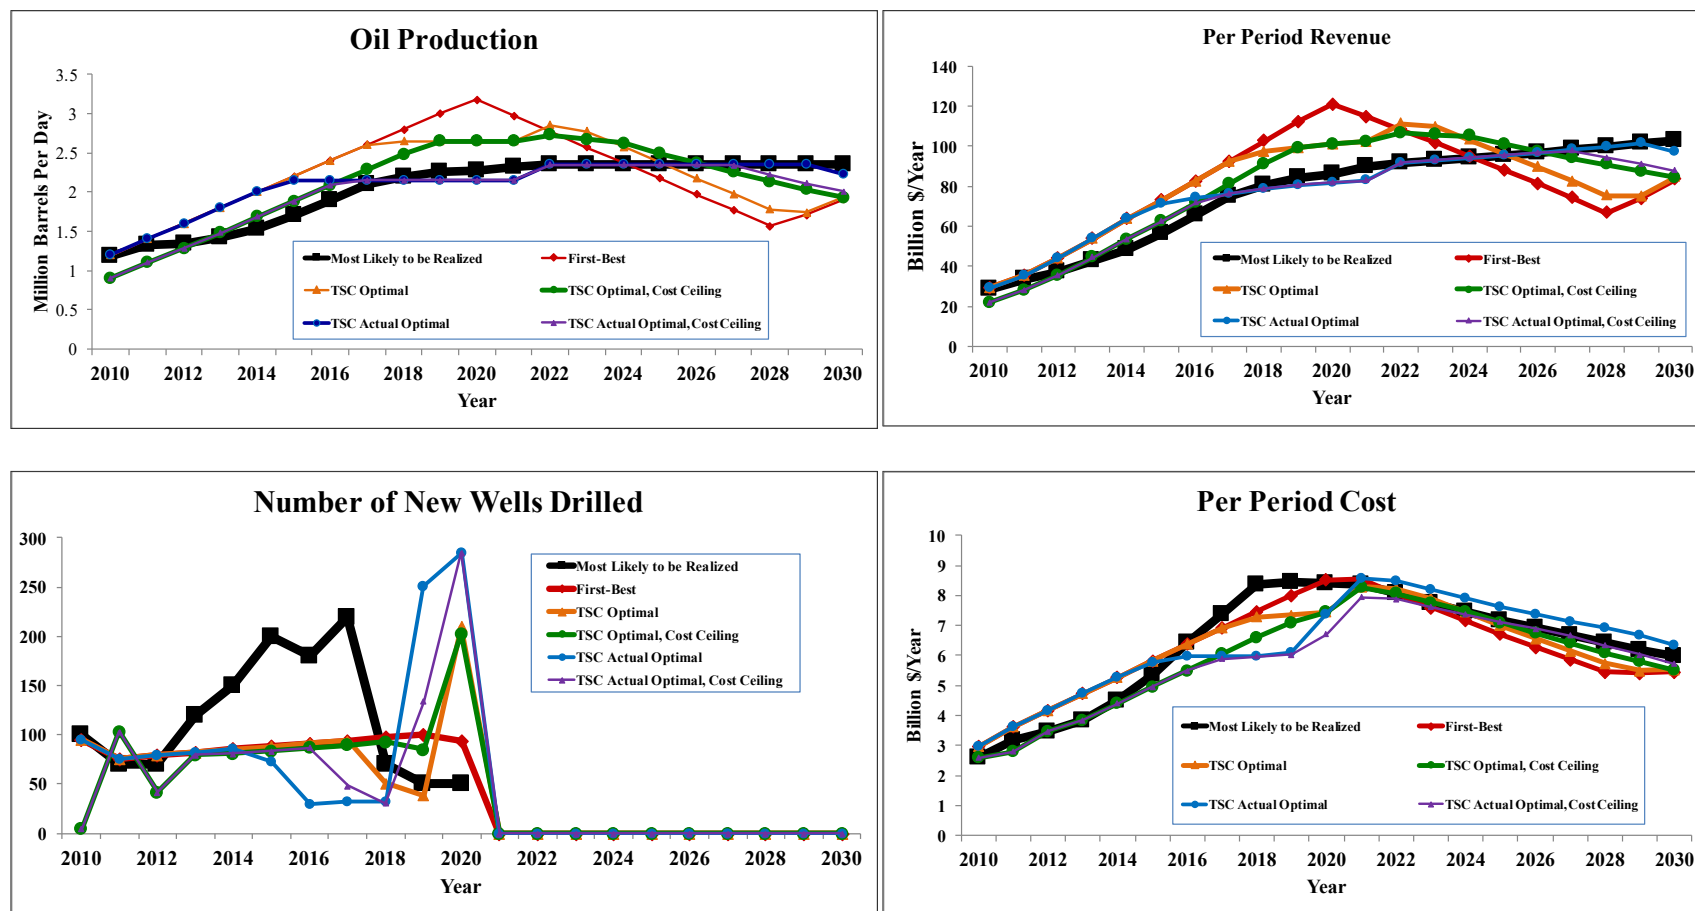 Oil Production
Million Barrels Per Day
3.5
3
2.5
2
1.5
1
0.5
0
2010 2012 2014 2016 2018 2020 2022 2024 2026 2028 2030
Year
Most Likely to be Realized
First-Best
TSC Optimal
TSC Optimal, Cost Ceiling
TSC Actual Optimal
TSC Actual Optimal, Cost Ceiling
Per Period Revenue
Billion $/Year
140
120
100
80
60
40
20
0
2010 2012 2014 2016 2018 2020 2022 2024 2026 2028 2030
Year
Most Likely to be Realized
First-Best
TSC Optimal
TSC Optimal, Cost Ceiling
TSC Actual Optimal
TSC Actual Optimal, Cost Ceiling
Number of New Wells Drilled
300
250
200
150
100
50
0
2010 2012 2014 2016 2018 2020 2022 2024 2026 2028 2030
Year
Most Likely to be Realized
First-Best
TSC Optimal
TSC Optimal, Cost Ceiling
TSC Actual Optimal
TSC Actual Optimal, Cost Ceiling
Per Period Cost
Billion $/Year
10
9
8
7
6
5
4
3
2
1
0
2010 2012 2014 2016 2018 2020 2022 2024 2026 2028 2030
Year
Most Likely to be Realized
First-Best
TSC Optimal
TSC Optimal, Cost Ceiling
TSC Actual Optimal
TSC Actual Optimal, Cost Ceiling